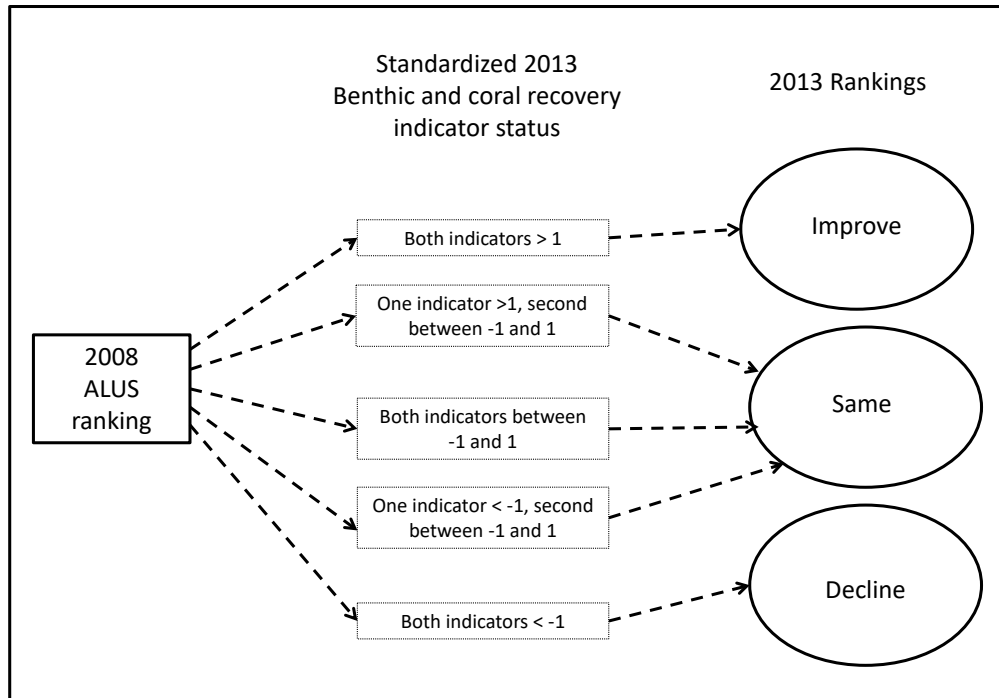 Standardized 2013
Benthic and coral recovery
indicator status
2013 Rankings
2008
ALUS
ranking
Both indicators > 1
One indicator >1, second
between -1 and 1
Both indicators between
-1 and 1
One indicator < -1, second
between -1 and 1
Both indicators < -1
Improve
Same
Decline